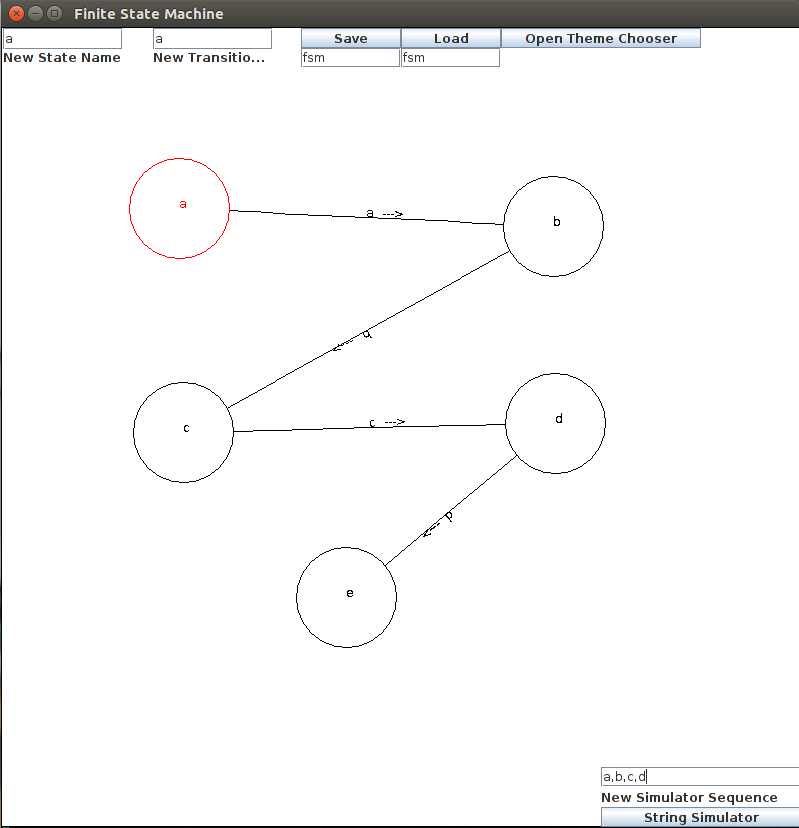 Finite State Machine
a a Save Load Open Theme Chooser
New State Name New Transitio... fsm fsm
a
a --->
b
b --->
c
c --->
d
d --->
e
a,b,c,d
New Simulator Sequence
String Simulator